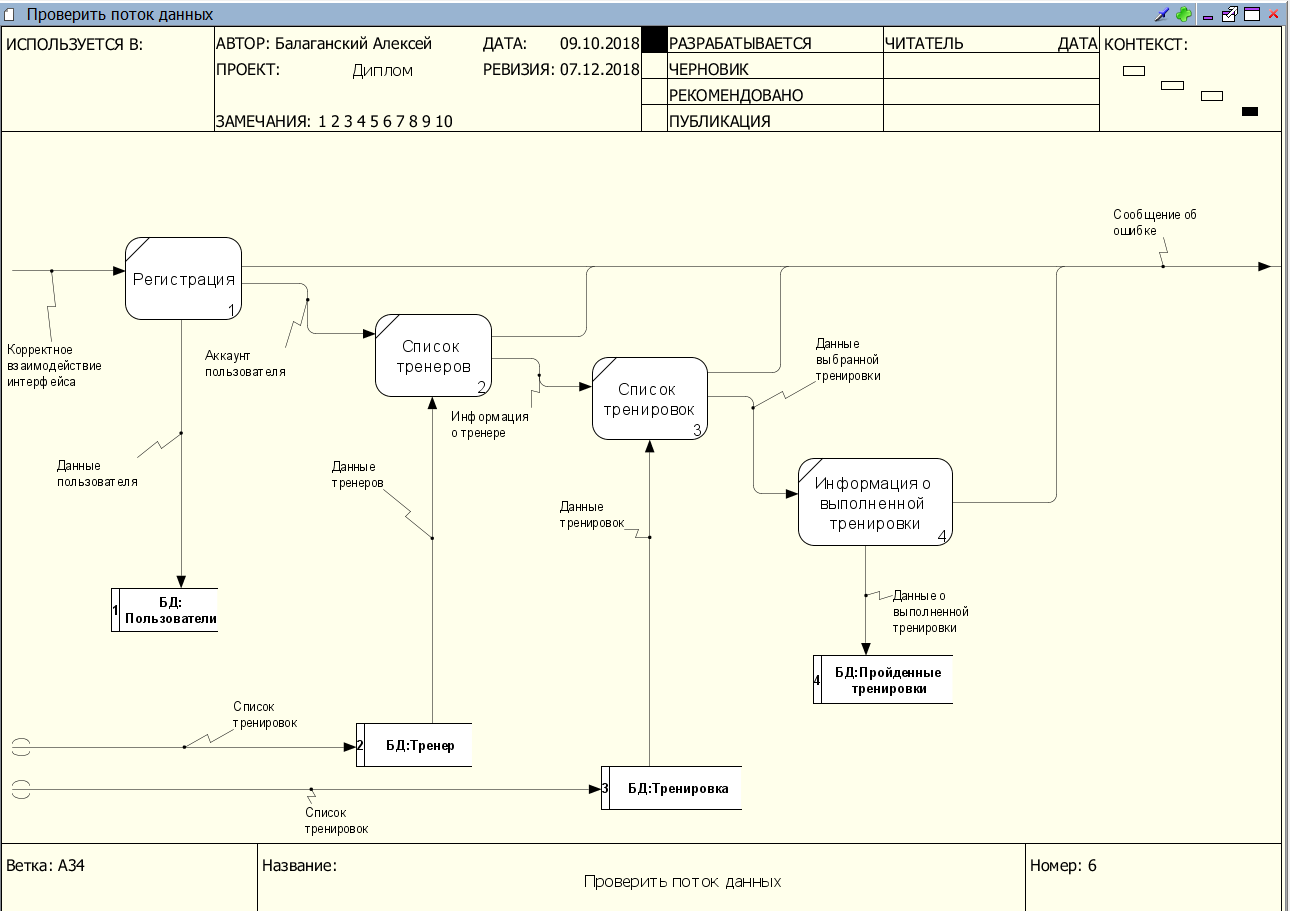 Проверить поток данных
ИСПОЛЬЗУЕТСЯ В:
АВТОР: Балаганский Алексей
ДАТА: 09.10.2018
РАЗРАБАТЫВАЕТСЯ
ЧИТАТЕЛЬ
ДАТА
КОНТЕКСТ:
ПРОЕКТ: Диплом
РЕВИЗИЯ: 07.12.2018
ЧЕРНОВИК
РЕКОМЕНДОВАНО
ЗАМЕЧАНИЯ: 1 2 3 4 5 6 7 8 9 10
ПУБЛИКАЦИЯ
Сообщение об
ошибке
Регистрация
1
Корректное
взаимодействие
интерфейса
Аккаунт
пользователя
Список
тренеров
2
Информация
о тренере
Список
тренировок
3
Данные
выбранной
тренировки
Данные
пользователя
Данные
тренеров
Данные
тренировок
Информация о
выполненной
тренировки
4
1
БД:
Пользователи
Данные о
выполненной
тренировки
4
БД:Пройденные
тренировки
Список
тренировок
2
БД:Тренер
3
БД:Тренировка
Список
тренировок
Ветка: A34
Название:
Проверить поток данных
Номер: 6